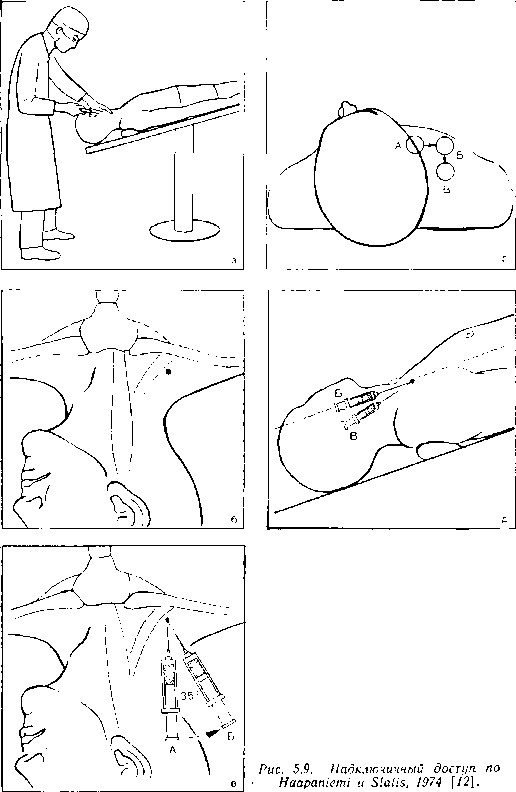 а
А
Б
В
г
б
Б
В
д
35
А
Б
в
Рис. 5.9. Надключичный доступ по
Haapaniemi и Slatis, 1974 [12].